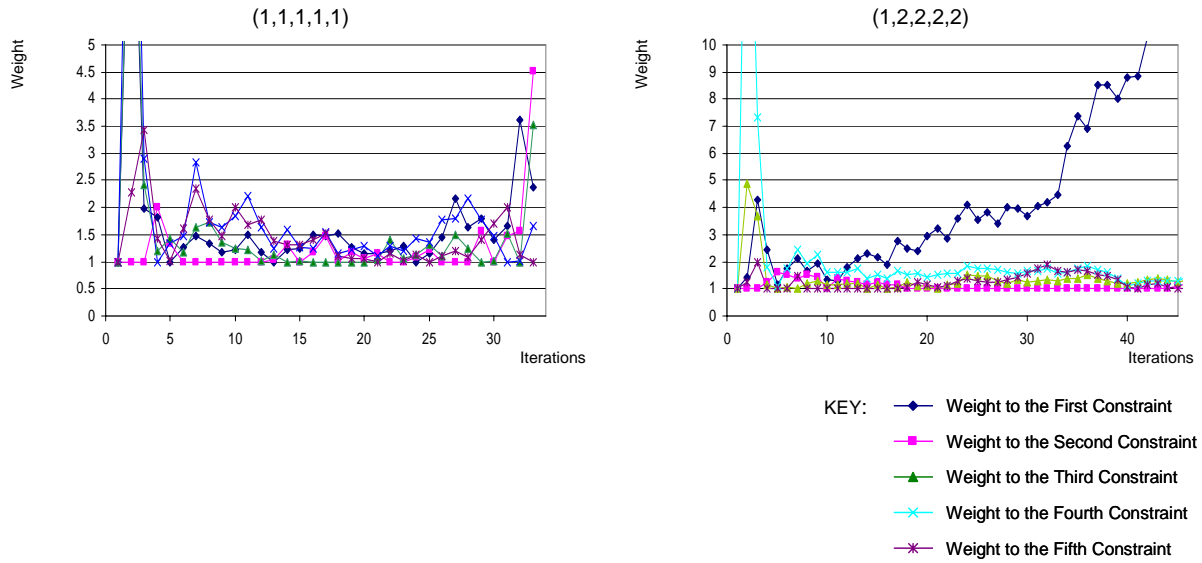 (1,1,1,1,1)
Weight
5
4.5
4
3.5
3
2.5
2
1.5
1
0.5
0
0 5 10 15 20 25 30
Iterations
(1,2,2,2,2)
Weight
10
9
8
7
6
5
4
3
2
1
0
0 10 20 30 40
Iterations
KEY:
Weight to the First Constraint
Weight to the Second Constraint
Weight to the Third Constraint
Weight to the Fourth Constraint
Weight to the Fifth Constraint